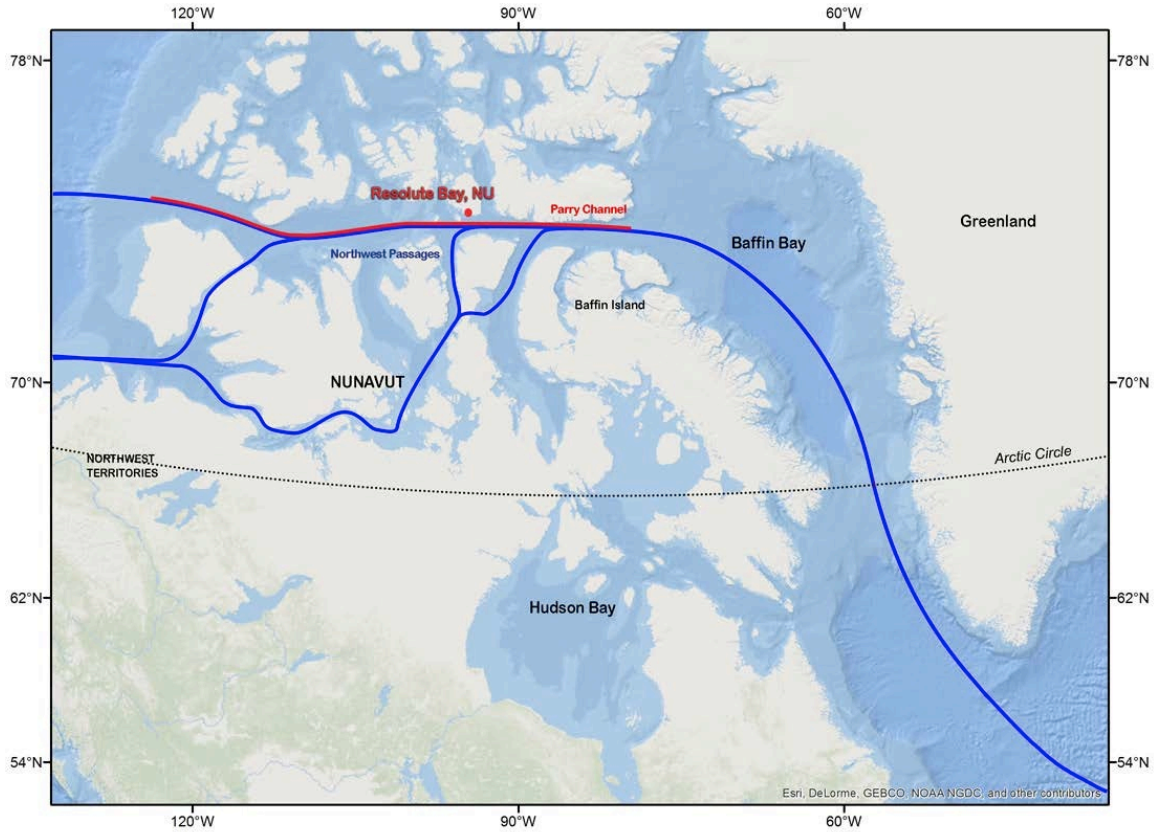 120°W
90°W
60°W
78°N
78°N
Resolute Bay, NU
Parry Channel
Greenland
Baffin Bay
Northwest Passages
Baffin Island
70°N
NUNAVUT
70°N
Arctic Circle
NORTHWEST
TERRITORIES
62°N
Hudson Bay
62°N
54°N
54°N
Esri, DeLorme, GEBCO, NOAA NGDC, and other contributors
120°W
90°W
60°W